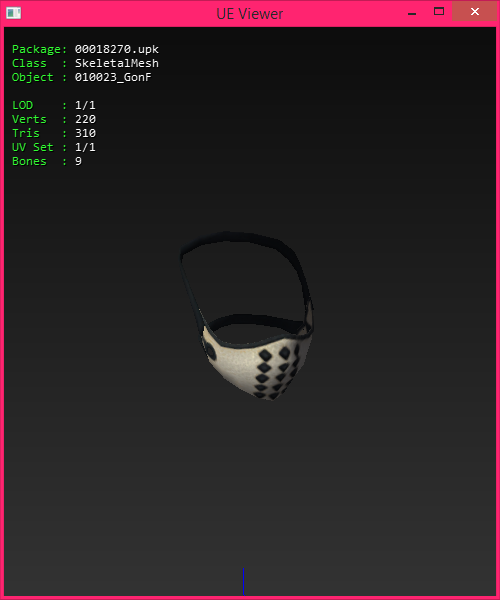 UE Viewer
Package: 00018270.upk
Class : SkeletalMesh
Object : 010023_GonF
LOD : 1/1
Verts : 220
Tris : 310
UV Set : 1/1
Bones : 9